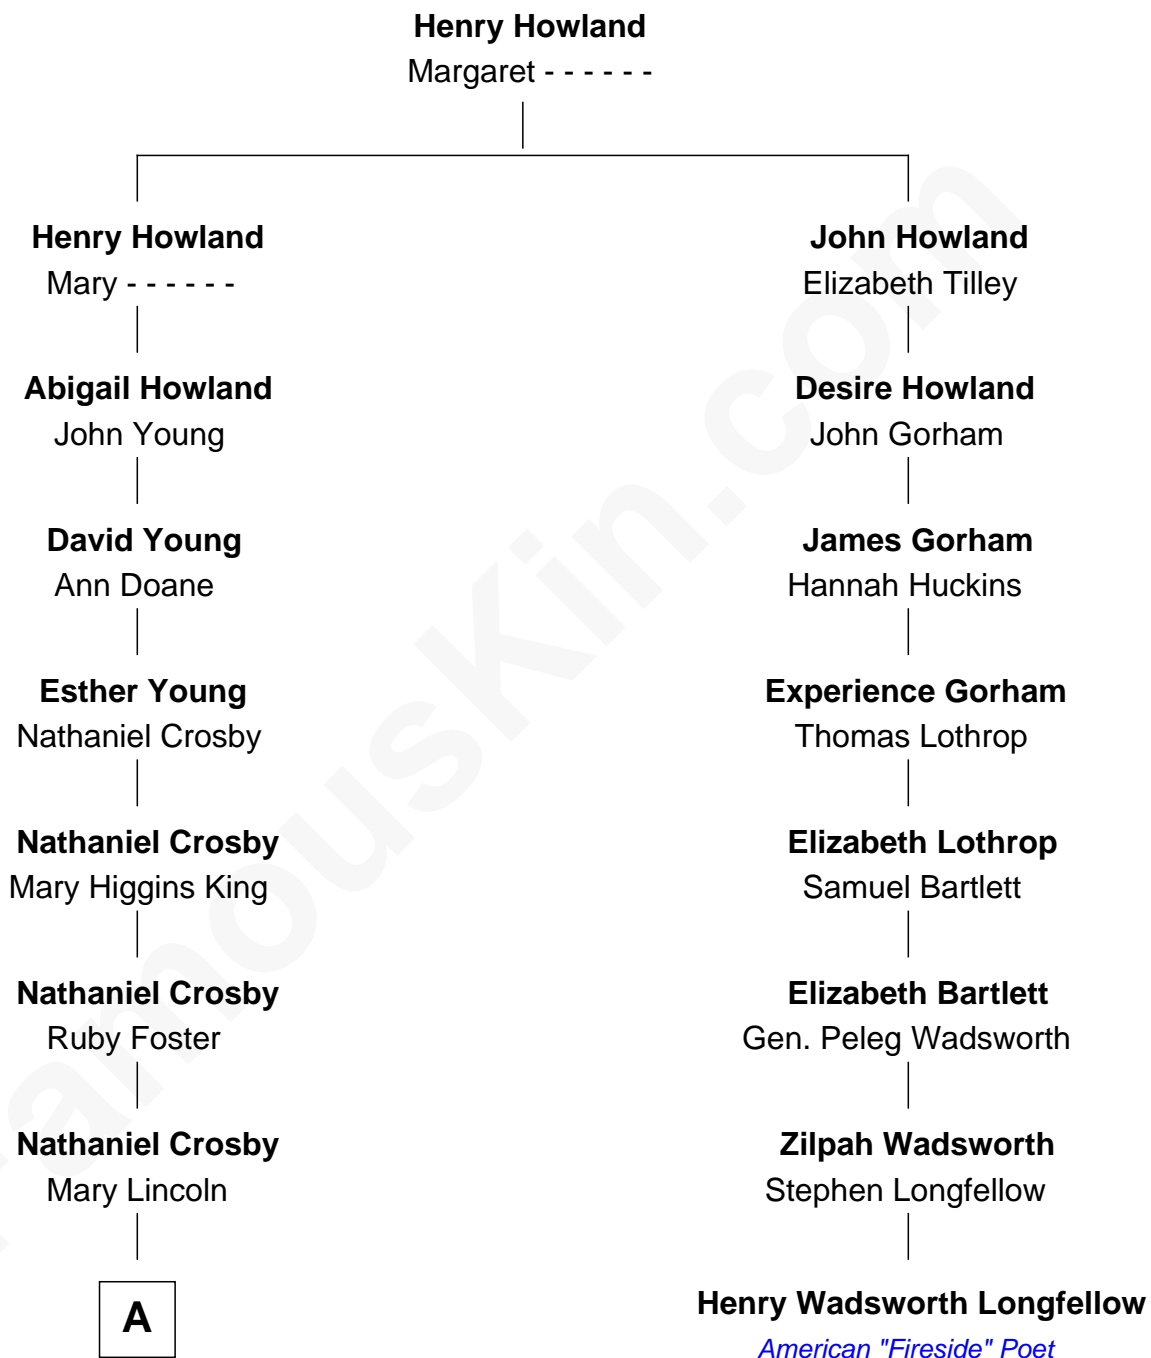 Henry Howland
Margaret - - - - - -
Henry Howland
Mary - - - - - -
John Howland
Elizabeth Tilley
Abigail Howland
John Young
Desire Howland
John Gorham
David Young
Ann Doane
James Gorham
Hannah Huckins
Esther Young
Nathaniel Crosby
Experience Gorham
Thomas Lothrop
Nathaniel Crosby
Mary Higgins King
Elizabeth Lothrop
Samuel Bartlett
Nathaniel Crosby
Ruby Foster
Elizabeth Bartlett
Gen. Peleg Wadsworth
Nathaniel Crosby
Mary Lincoln
Zilpah Wadsworth
Stephen Longfellow
A
Henry Wadsworth Longfellow
American "Fireside" Poet
FamousKin.com